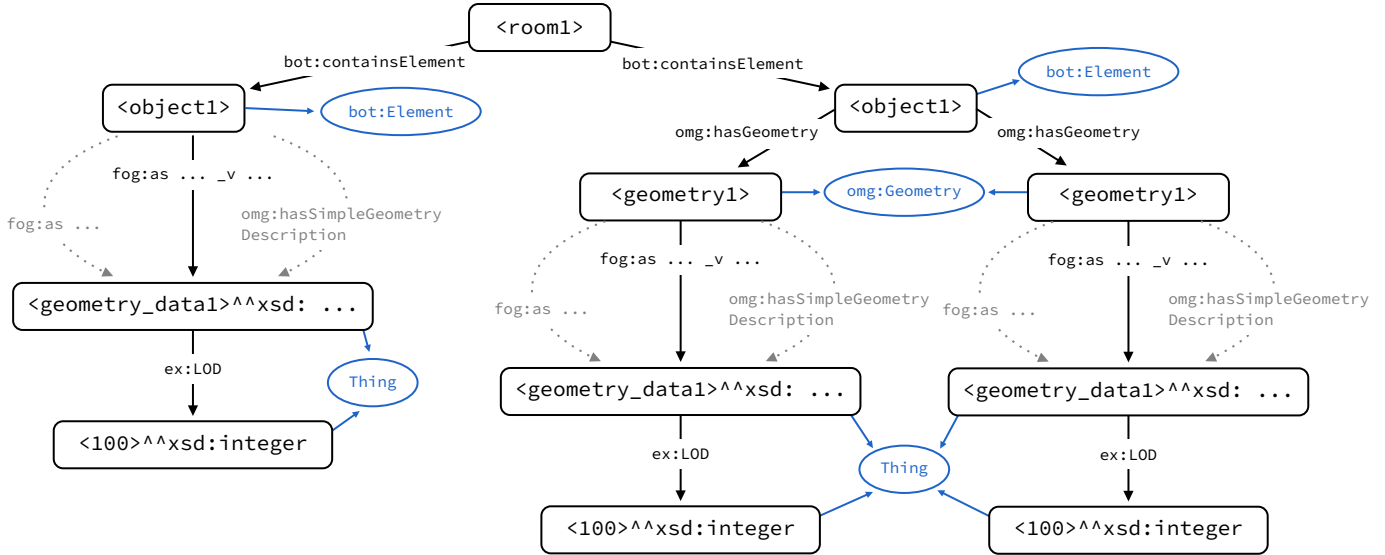 <room1>
bot:containsElement
bot:containsElement
<object1>
bot:Element
<object1>
bot:Element
fog:as ... _v ...
fog:as ...
omg:hasSimpleGeometry
Description
<geometry_data1>^^xsd: ...
ex:LOD
Thing
<100>^^xsd:integer
omg:hasGeometry
omg:hasGeometry
<geometry1>
omg:Geometry
<geometry1>
fog:as ... _v ...
fog:as ...
omg:hasSimpleGeometry
Description
fog:as ... _v ...
fog:as ...
omg:hasSimpleGeometry
Description
<geometry_data1>^^xsd: ...
<geometry_data1>^^xsd: ...
ex:LOD
Thing
ex:LOD
<100>^^xsd:integer
<100>^^xsd:integer